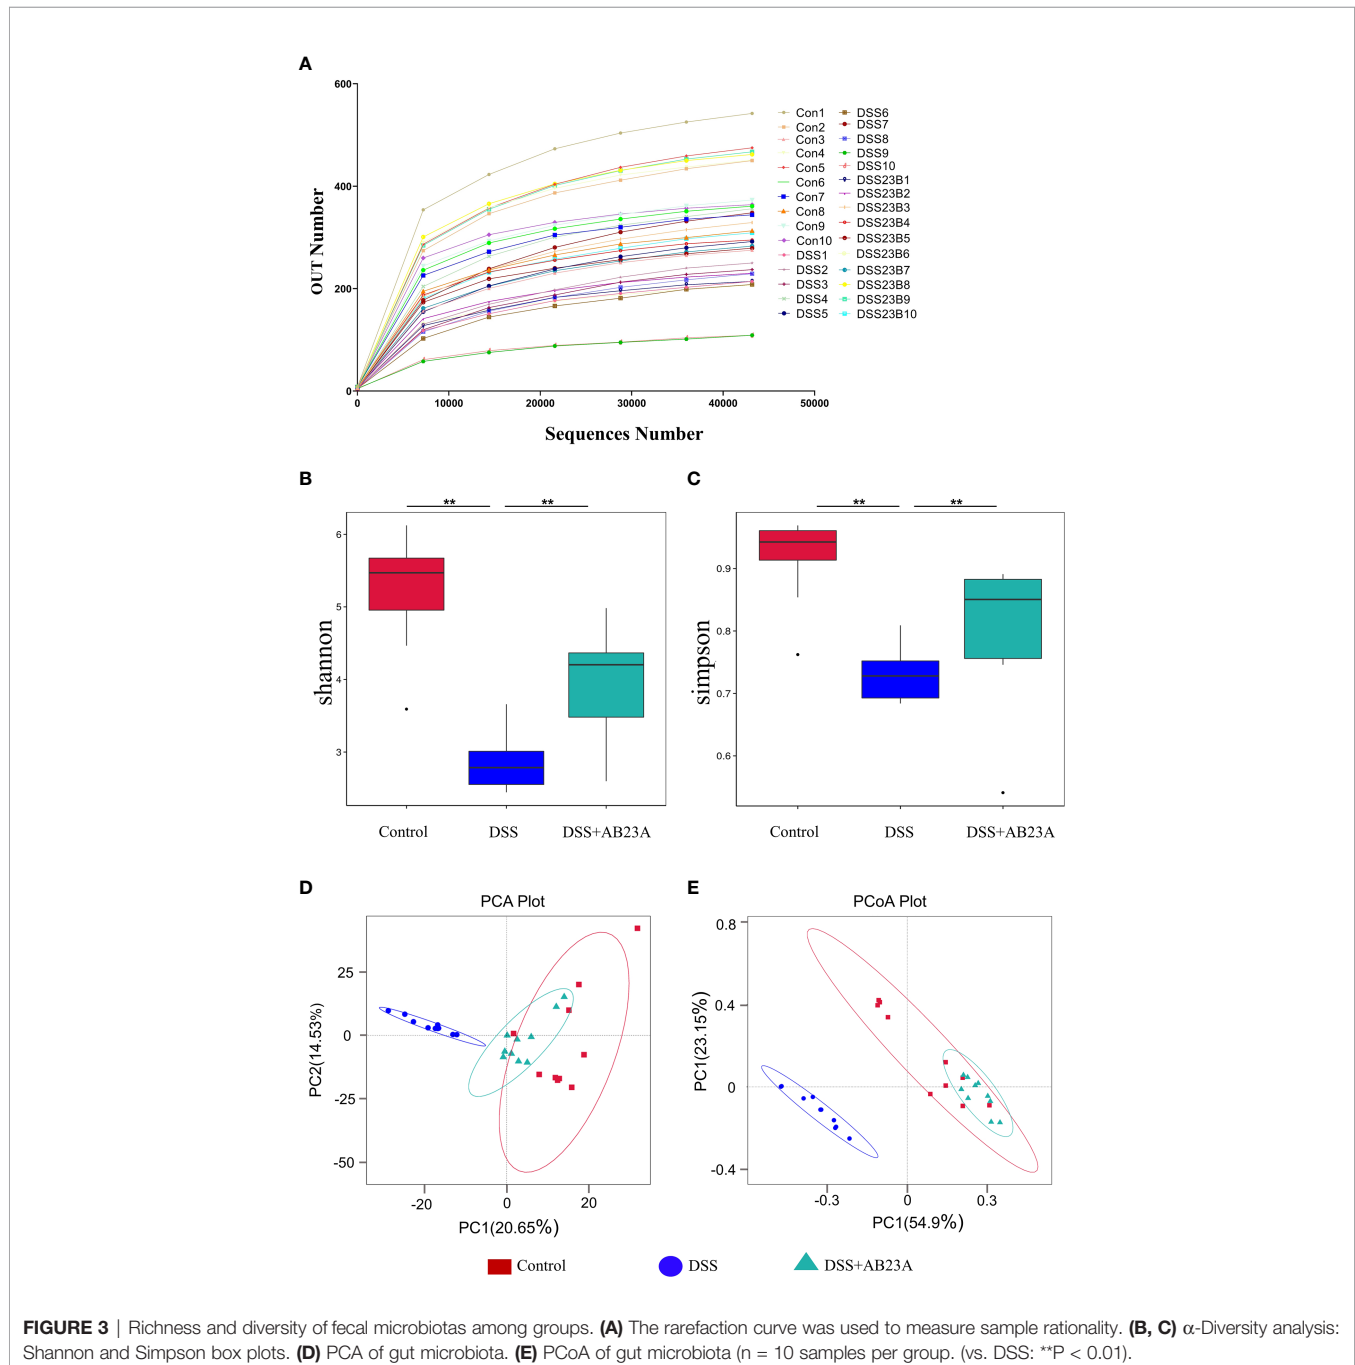 A
600
400
200
0
0
10000
20000
30000
40000
50000
OUT Number
Sequences Number
Con1
Con2
Con3
Con4
Con5
Con6
Con7
Con8
Con9
Con10
DSS1
DSS2
DSS3
DSS4
DSS5
DSS6
DSS7
DSS8
DSS9
DSS10
DSS23B1
DSS23B2
DSS23B3
DSS23B4
DSS23B5
DSS23B6
DSS23B7
DSS23B8
DSS23B9
DSS23B10
B
**
**
6
5
4
3
shannon
Control
DSS
DSS+AB23A
C
**
**
0.9
0.8
0.7
0.6
simpson
Control
DSS
DSS+AB23A
D
PCA Plot
25
0
-25
-50
PC2(14.53%)
-20
0
20
PC1(20.65%)
E
PCoA Plot
0.8
0.4
0
-0.4
PC1(23.15%)
-0.3
0
0.3
PC1(54.9%)
Control
DSS
DSS+AB23A
FIGURE 3 | Richness and diversity of fecal microbiotas among groups. (A) The rarefaction curve was used to measure sample rationality. (B, C) α-Diversity analysis:
Shannon and Simpson box plots. (D) PCA of gut microbiota. (E) PCoA of gut microbiota (n = 10 samples per group. (vs. DSS: **P < 0.01).